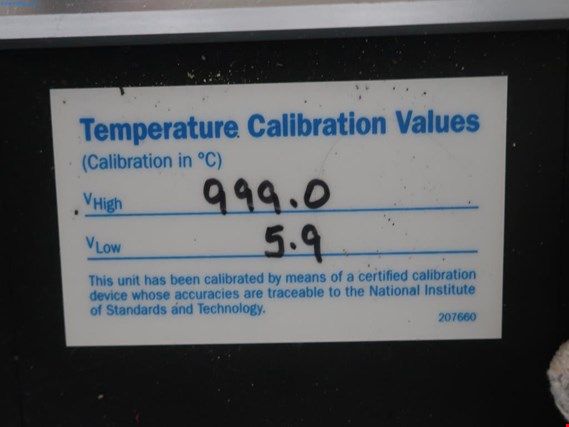 Temperature Calibration Values
(Calibration in °C)
VHigh 999.0
VLow 5.9
This unit has been calibrated by means of a certified calibration
device whose accuracies are traceable to the National Institute
of Standards and Technology.
207660